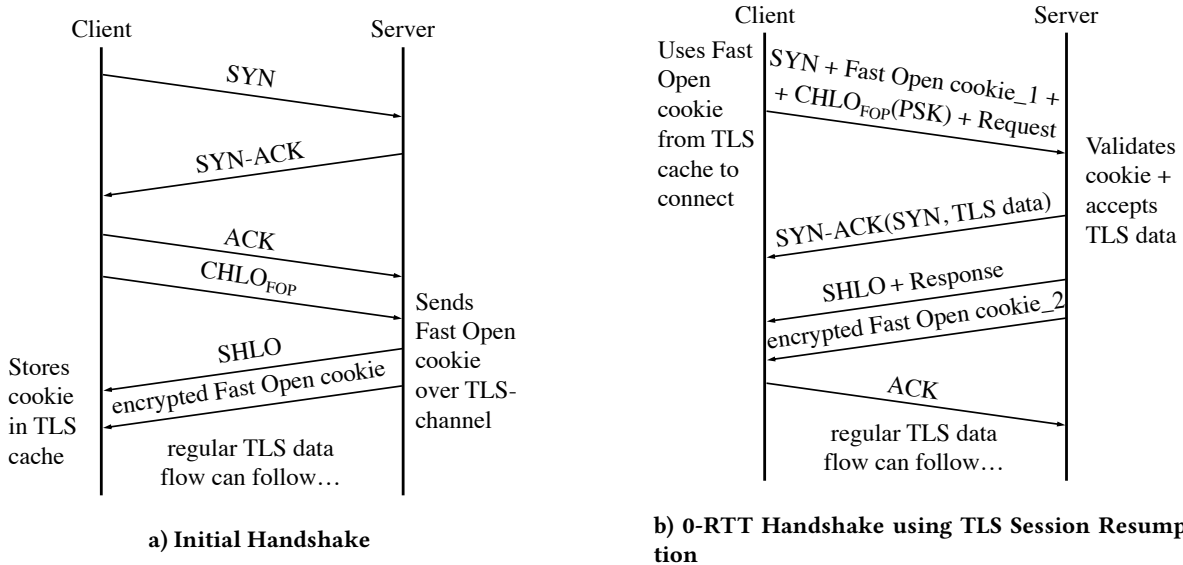 Client
Server
SYN
SYN-ACK
ACK
CHLO_FOP
Sends
Fast Open
cookie
over TLS-
channel
SHLO
encrypted Fast Open cookie
Stores
cookie
in TLS
cache
regular TLS data
flow can follow…
a) Initial Handshake
Client
Server
Uses Fast
Open
cookie
from TLS
cache to
connect
SYN + Fast Open cookie_1 +
+ CHLO_FOP(PSK) + Request
Validates
cookie +
accepts
TLS data
SYN-ACK(SYN, TLS data)
SHLO + Response
encrypted Fast Open cookie_2
ACK
regular TLS data
flow can follow…
b) 0-RTT Handshake using TLS Session Resump
tion